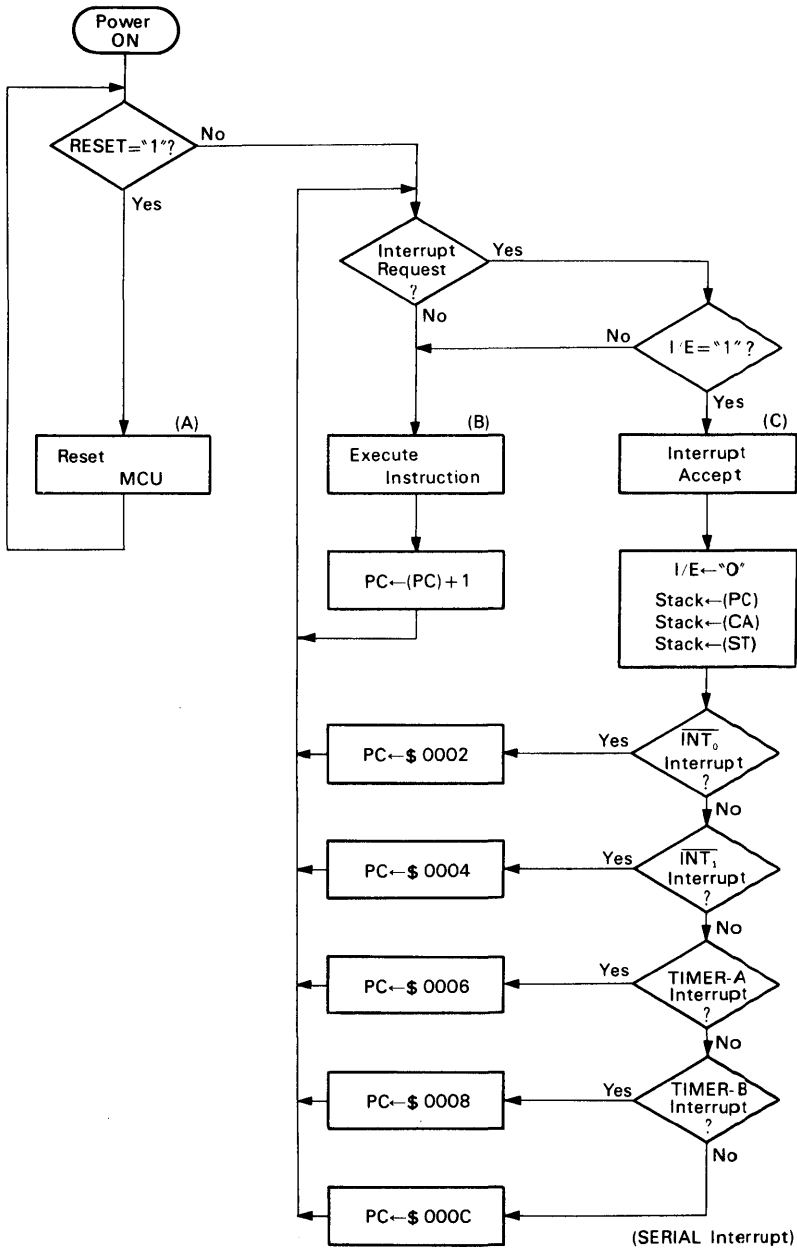 Power
ON
RESET="1"?
No
Yes
Interrupt
Request
?
Yes
No
No
I/E="1"?
Yes
(A)
(B)
(C)
Reset
MCU
Execute
Instruction
Interrupt
Accept
PC←(PC)+1
I/E←"0"
Stack←(PC)
Stack←(CA)
Stack←(ST)
PC←$0002
Yes
INT₀
Interrupt
?
No
PC←$0004
Yes
INT₁
Interrupt
?
No
PC←$0006
Yes
TIMER-A
Interrupt
?
No
PC←$0008
Yes
TIMER-B
Interrupt
?
No
PC←$000C
(SERIAL Interrupt)